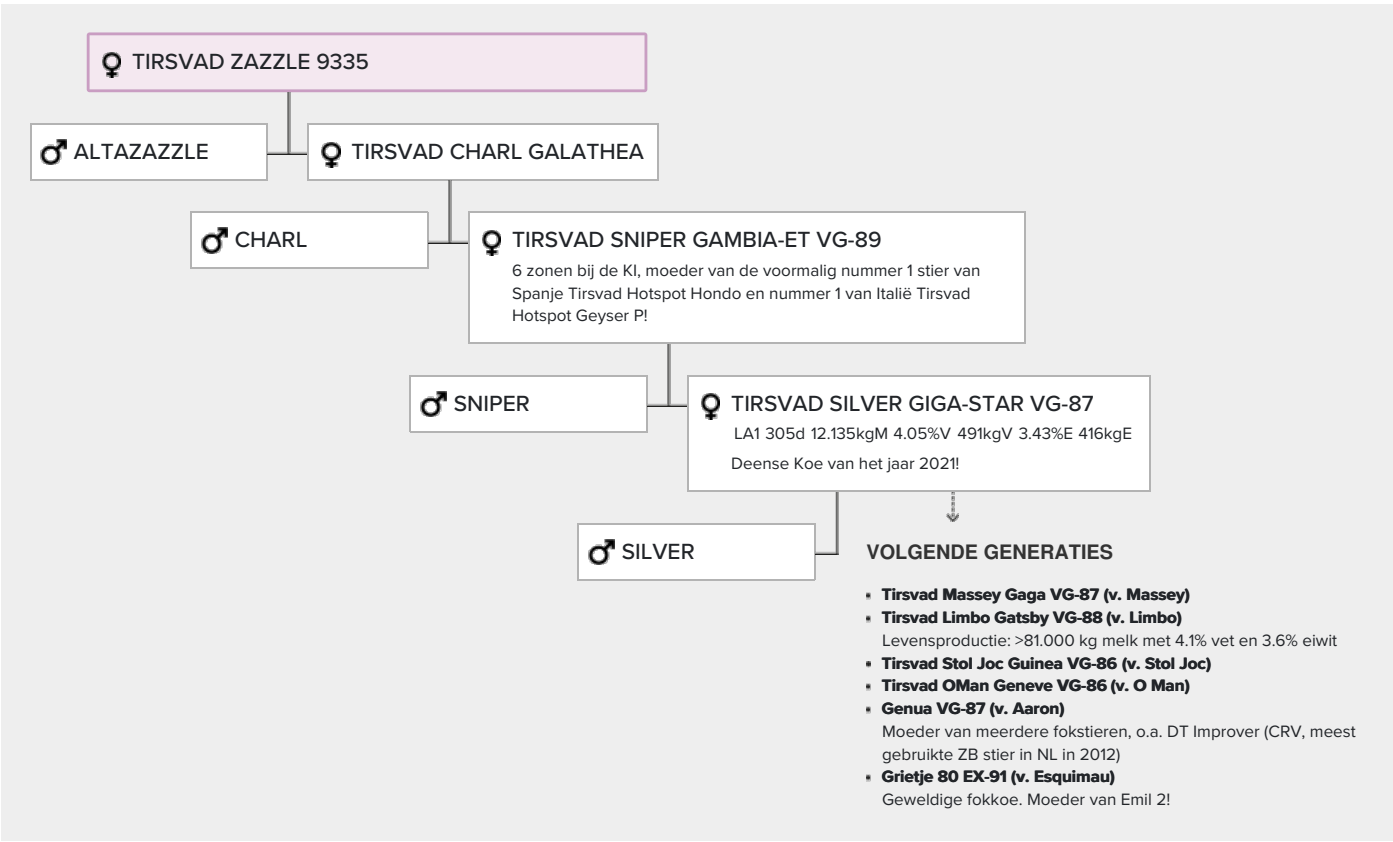 TIRSVAD ZAZZLE 9335
ALTAZAZZLE
TIRSVAD CHARL GALATHEA
CHARL
TIRSVAD SNIPER GAMBIA-ET VG-89
6 zonen bij de KI, moeder van de voormalig nummer 1 stier van
Spanje Tirsvad Hotspot Hondo en nummer 1 van Italië Tirsvad
Hotspot Geyser P!
SNIPER
TIRSVAD SILVER GIGA-STAR VG-87
LA1 305d 12.135kgM 4.05%V 491kgV 3.43%E 416kgE
Deense Koe van het jaar 2021!
SILVER
VOLGENDE GENERATIES
Tirsvad Massey Gaga VG-87 (v. Massey)
Tirsvad Limbo Gatsby VG-88 (v. Limbo)
Levensproductie: >81.000 kg melk met 4.1% vet en 3.6% eiwit
Tirsvad Stol Joc Guinea VG-86 (v. Stol Joc)
Tirsvad OMan Geneve VG-86 (v. O Man)
Genua VG-87 (v. Aaron)
Moeder van meerdere fokstieren, o.a. DT Improver (CRV, meest
gebruikte ZB stier in NL in 2012)
Grietje 80 EX-91 (v. Esquimau)
Geweldige fokkoe. Moeder van Emil 2!